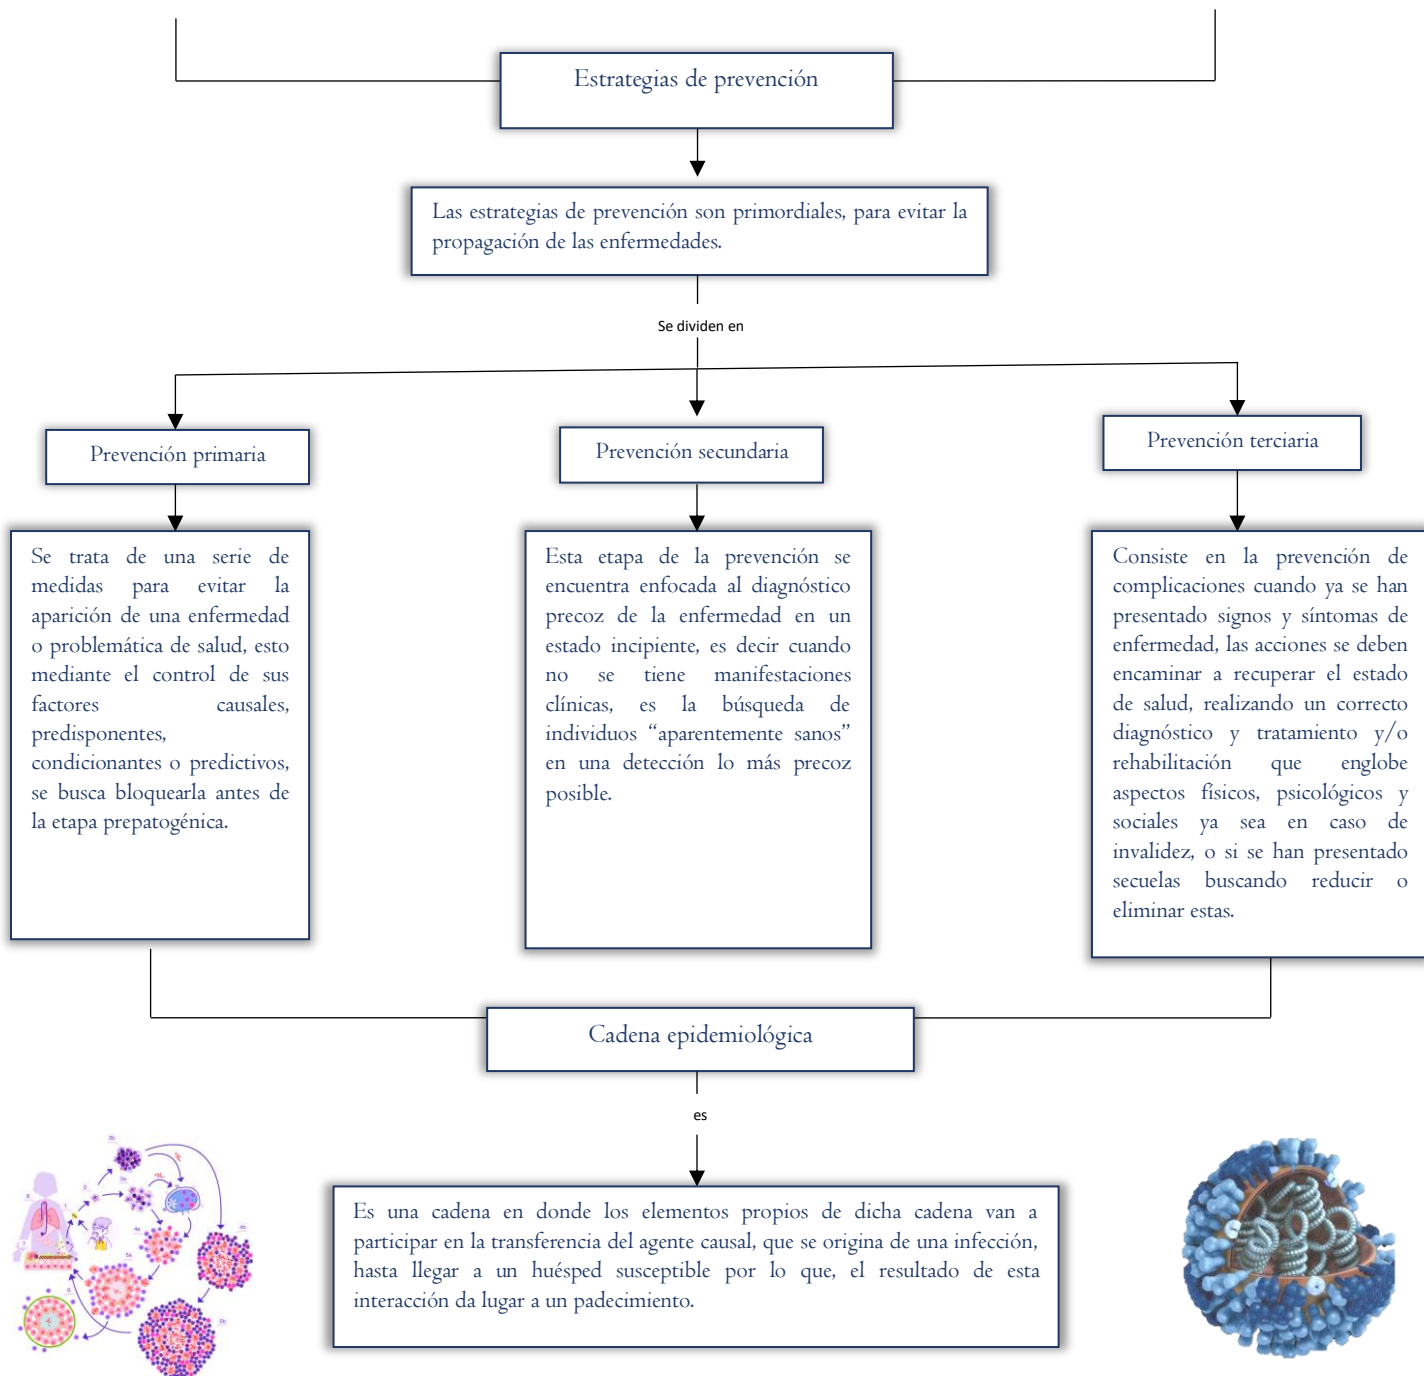 Estrategias de prevención
Las estrategias de prevención son primordiales, para evitar la
propagación de las enfermedades.
Se dividen en
Prevención primaria
Prevención secundaria
Prevención terciaria
Se trata de una serie de
medidas para evitar la
aparición de una enfermedad
o problemática de salud, esto
mediante el control de sus
factores causales,
predisponentes,
condicionantes o predictivos,
se busca bloquearla antes de
la etapa prepatogénica.
Esta etapa de la prevención se
encuentra enfocada al diagnóstico
precoz de la enfermedad en un
estado incipiente, es decir cuando
no se tiene manifestaciones
clínicas, es la búsqueda de
individuos “aparentemente sanos”
en una detección lo más precoz
posible.
Consiste en la prevención de
complicaciones cuando ya se han
presentado signos y síntomas de
enfermedad, las acciones se deben
encaminar a recuperar el estado
de salud, realizando un correcto
diagnóstico y tratamiento y/o
rehabilitación que englobe
aspectos físicos, psicológicos y
sociales ya sea en caso de
invalidez, o si se han presentado
secuelas buscando reducir o
eliminar estas.
Cadena epidemiológica
es
Es una cadena en donde los elementos propios de dicha cadena van a
participar en la transferencia del agente causal, que se origina de una infección,
hasta llegar a un huésped susceptible por lo que, el resultado de esta
interacción da lugar a un padecimiento.